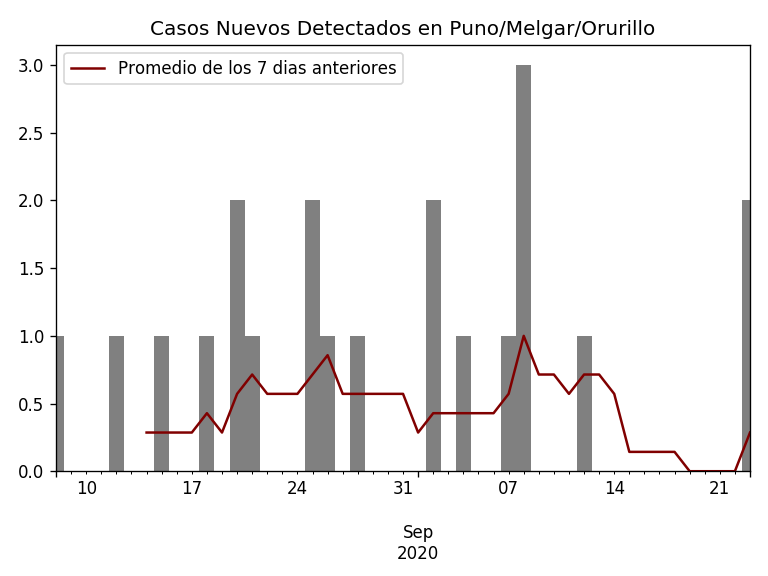 Casos Nuevos Detectados en Puno/Melgar/Orurillo
Promedio de los 7 dias anteriores
3.0
2.5
2.0
1.5
1.0
0.5
0.0
10 17 24 31 07 14 21
Sep
2020